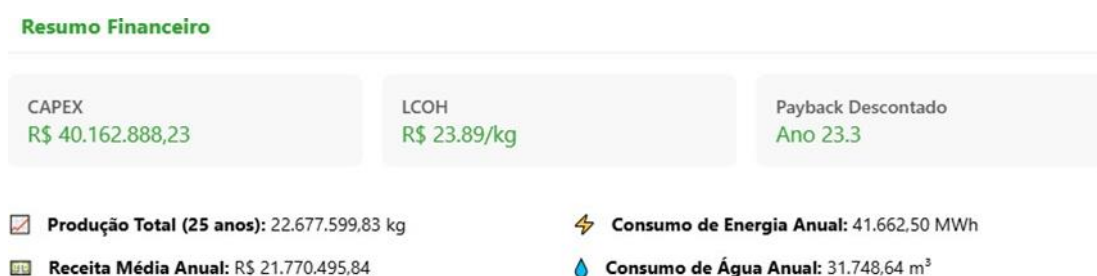 Resumo Financeiro
CAPEX
R$ 40.162.888,23
LCOH
R$ 23.89/kg
Payback Descontado
Ano 23.3
Produção Total (25 anos): 22.677.599,83 kg
Consumo de Energia Anual: 41.662,50 MWh
Receita Média Anual: R$ 21.770.495,84
Consumo de Água Anual: 31.748,64 m³